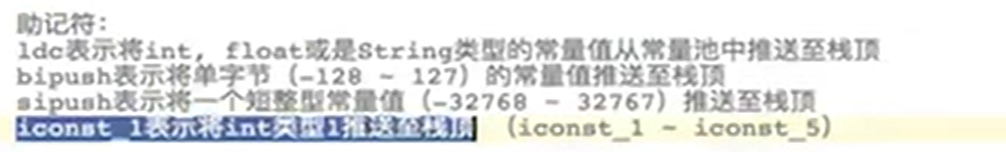 助记符：
ldc表示将int, float或是String类型的常量值从常量池中推送至栈顶
bipush表示将单字节（-128 ~ 127）的常量值推送至栈顶
sipush表示将一个短整型常量值（-32768 ~ 32767）推送至栈顶
iconst_1表示将int类型1推送至栈顶 （iconst_1 ~ iconst_5）